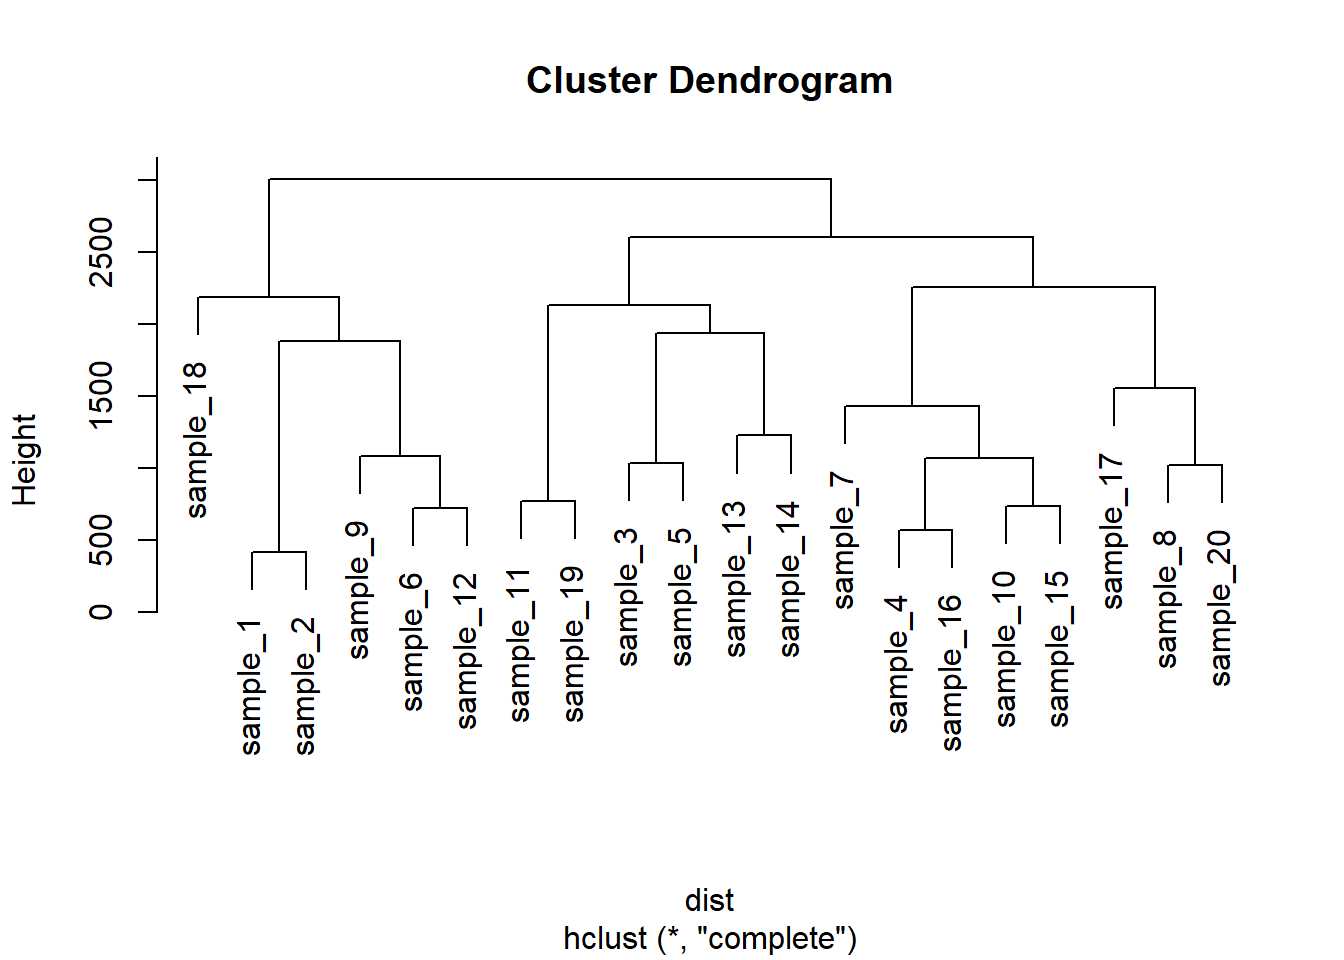 Cluster Dendrogram
Height
2500
1500
500
0
sample_18
sample_1
sample_2
sample_9
sample_6
sample_12
sample_11
sample_19
sample_3
sample_5
sample_13
sample_14
sample_7
sample_4
sample_16
sample_10
sample_15
sample_17
sample_8
sample_20
dist
hclust (*, "complete")